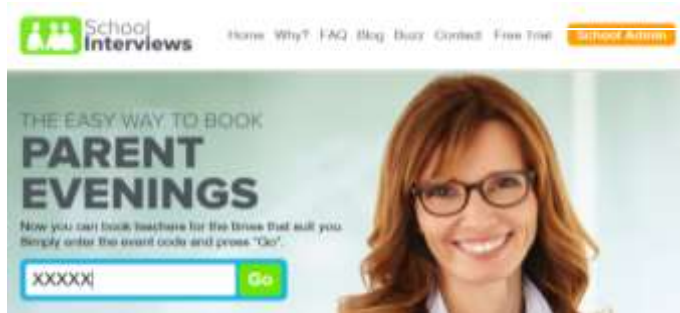 School
Interviews
Home Why? FAQ Blog Buzz Contact Free Trial School Admin
THE EASY WAY TO BOOK
PARENT
EVENINGS
Now you can book teachers for the times that suit you.
Simply enter the event code and press "Go".
XXXXX Go